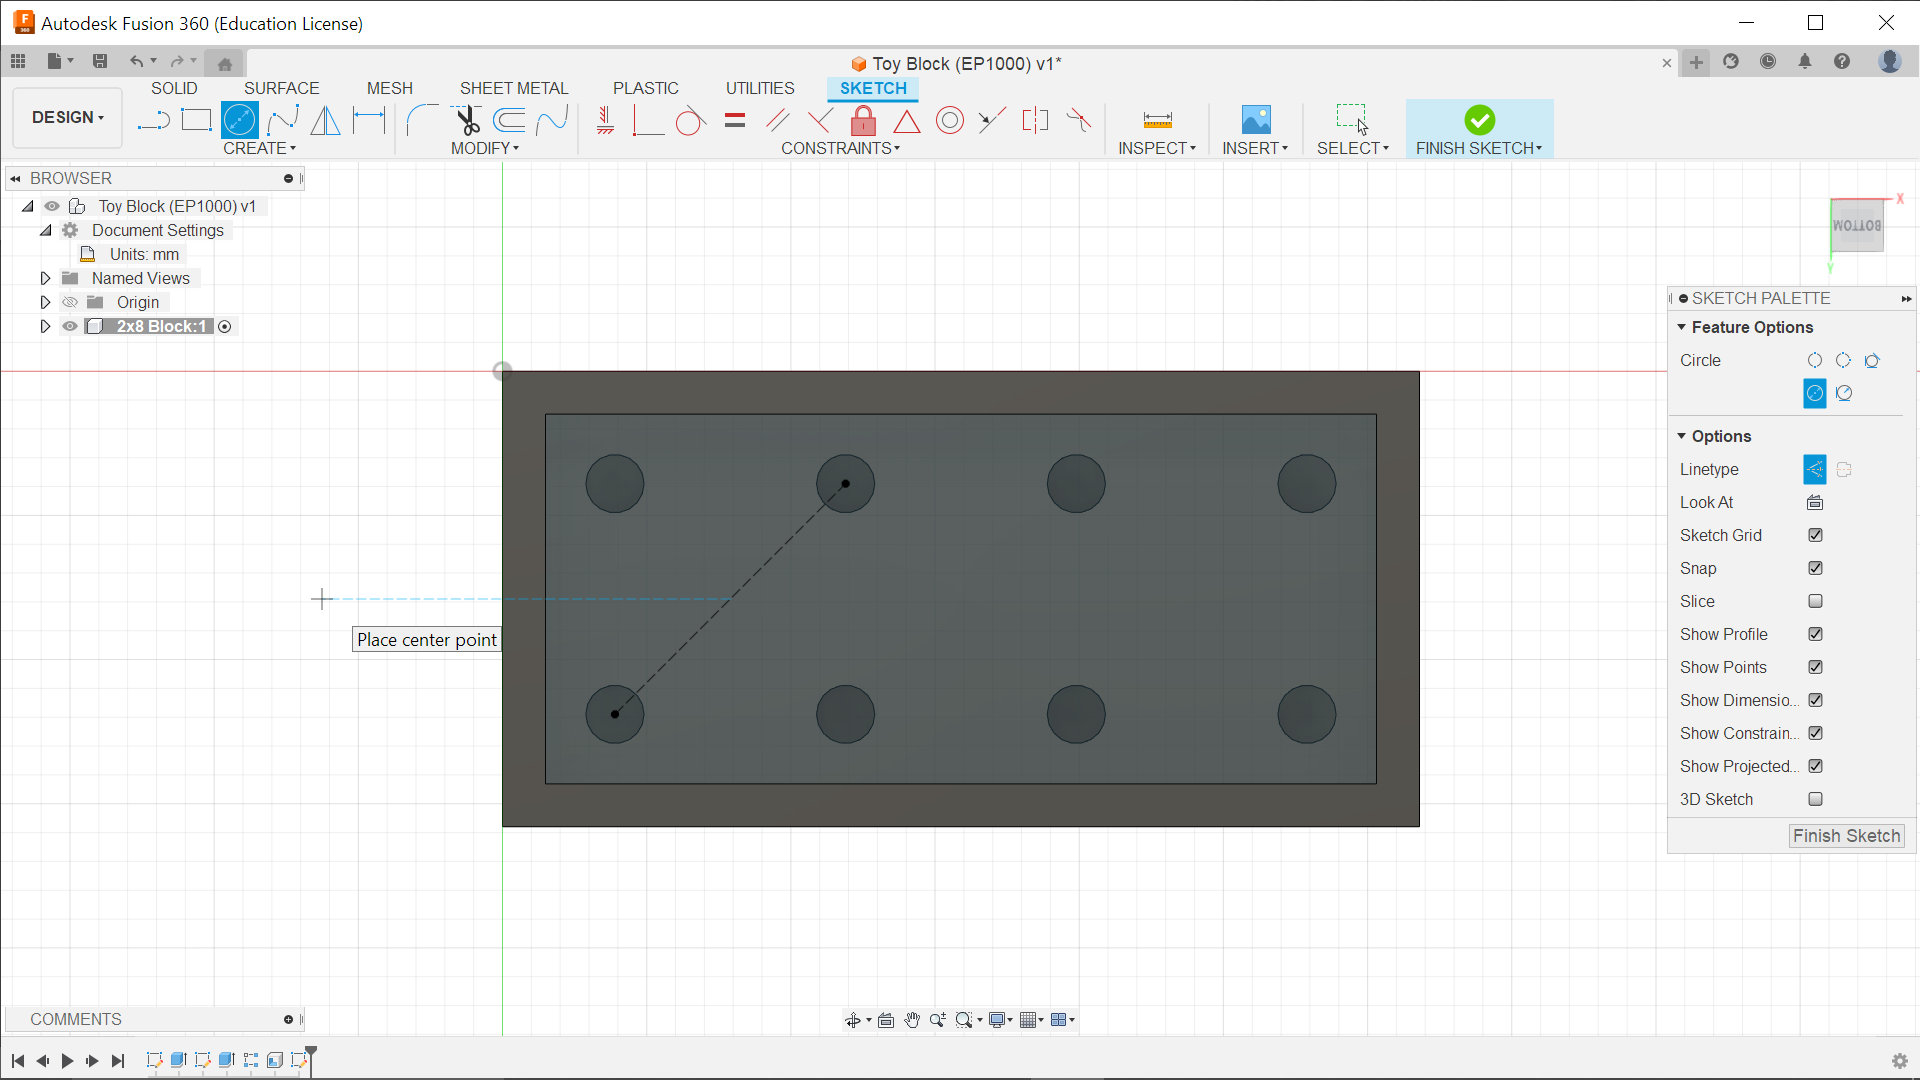 Autodesk Fusion 360 (Education License)
Toy Block (EP1000) v1*
SOLID SURFACE MESH SHEET METAL PLASTIC UTILITIES SKETCH
DESIGN
CREATE MODIFY CONSTRAINTS INSPECT INSERT SELECT FINISH SKETCH
BROWSER
Toy Block (EP1000) v1
Document Settings
Units: mm
Named Views
Origin
2x8 Block:1
X
BOTTOM
Y
SKETCH PALETTE
Feature Options
Circle
Options
Linetype
Look At
Sketch Grid
Snap
Slice
Show Profile
Show Points
Show Dimensio...
Show Constrain...
Show Projected...
3D Sketch
Finish Sketch
Place center point
COMMENTS